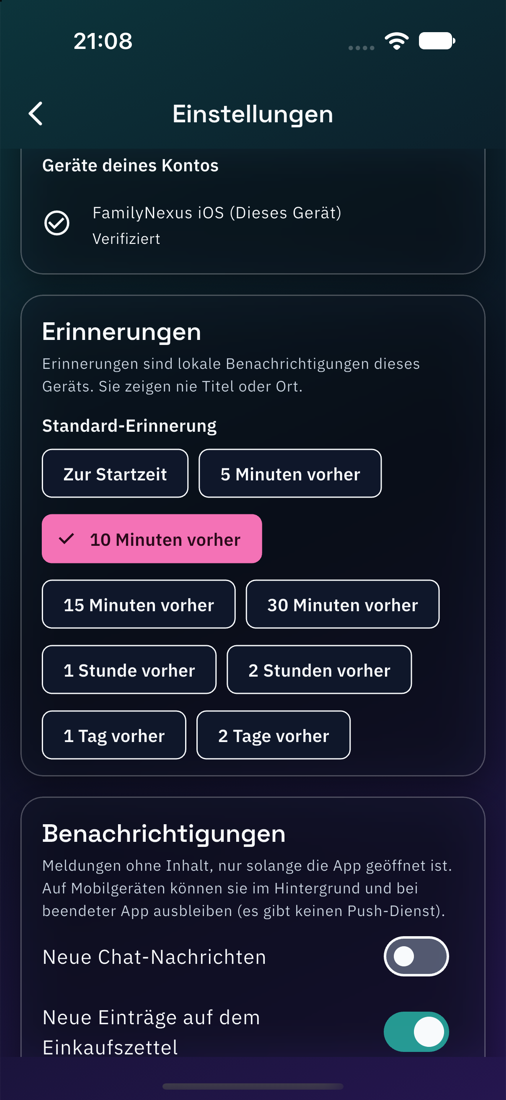 21:08
Einstellungen
Geräte deines Kontos
FamilyNexus iOS (Dieses Gerät)
Verifiziert
Erinnerungen
Erinnerungen sind lokale Benachrichtigungen dieses
Geräts. Sie zeigen nie Titel oder Ort.
Standard-Erinnerung
Zur Startzeit
5 Minuten vorher
10 Minuten vorher
15 Minuten vorher
30 Minuten vorher
1 Stunde vorher
2 Stunden vorher
1 Tag vorher
2 Tage vorher
Benachrichtigungen
Meldungen ohne Inhalt, nur solange die App geöffnet ist.
Auf Mobilgeräten können sie im Hintergrund und bei
beendeter App ausbleiben (es gibt keinen Push-Dienst).
Neue Chat-Nachrichten
Neue Einträge auf dem
Einkaufszettel